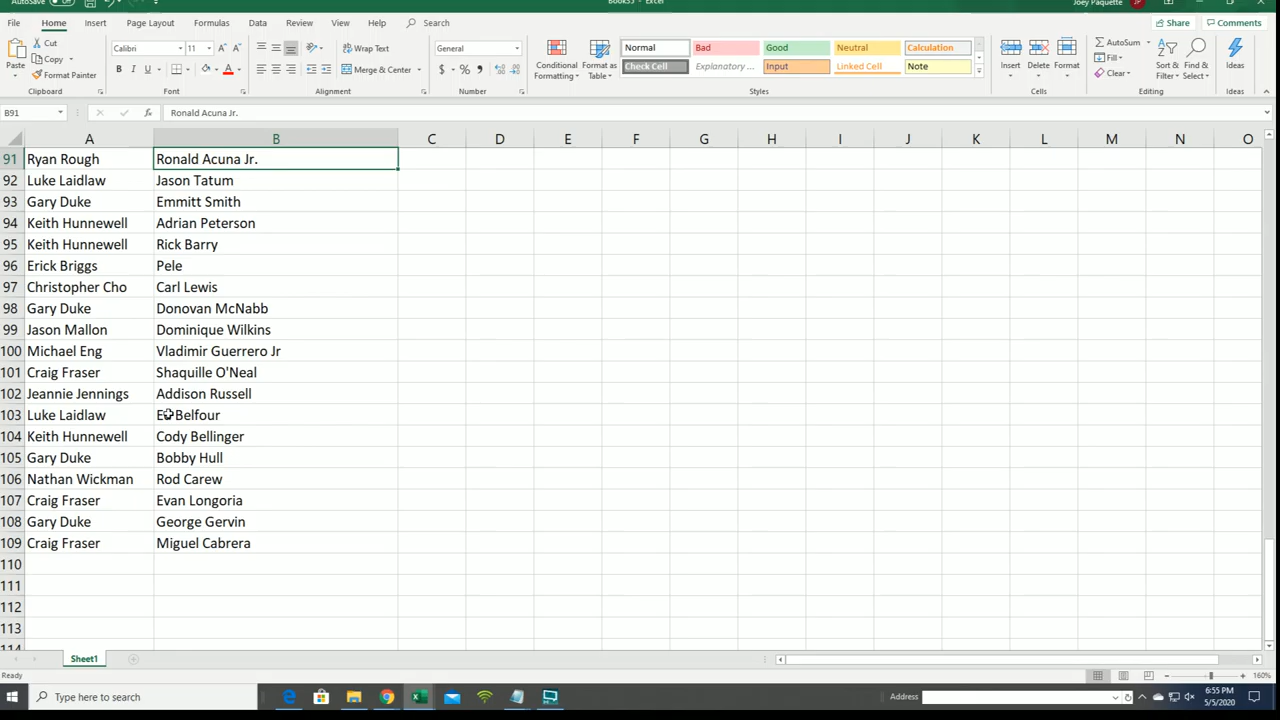 AutoSave Off Book35 - Excel Joey Paquette JP
File Home Insert Page Layout Formulas Data Review View Help Search Share Comments
Paste Cut Copy Format Painter Clipboard
Calibri 11 B I U A Font
Wrap Text Merge & Center Alignment
General $ % , Number
Conditional Formatting Format as Table
Normal Bad Good Neutral Calculation
Check Cell Explanatory ... Input Linked Cell Note
Styles
Insert Delete Format Cells
AutoSum Fill Clear Sort & Filter Find & Select Editing
Ideas Ideas
B91 fx Ronald Acuna Jr.
A B C D E F G H I J K L M N O
91 Ryan Rough Ronald Acuna Jr.
92 Luke Laidlaw Jason Tatum
93 Gary Duke Emmitt Smith
94 Keith Hunnewell Adrian Peterson
95 Keith Hunnewell Rick Barry
96 Erick Briggs Pele
97 Christopher Cho Carl Lewis
98 Gary Duke Donovan McNabb
99 Jason Mallon Dominique Wilkins
100 Michael Eng Vladimir Guerrero Jr
101 Craig Fraser Shaquille O'Neal
102 Jeannie Jennings Addison Russell
103 Luke Laidlaw Ed Belfour
104 Keith Hunnewell Cody Bellinger
105 Gary Duke Bobby Hull
106 Nathan Wickman Rod Carew
107 Craig Fraser Evan Longoria
108 Gary Duke George Gervin
109 Craig Fraser Miguel Cabrera
110
111
112
113
114
Sheet1
Ready 160%
Type here to search Address 6:55 PM
5/5/2020